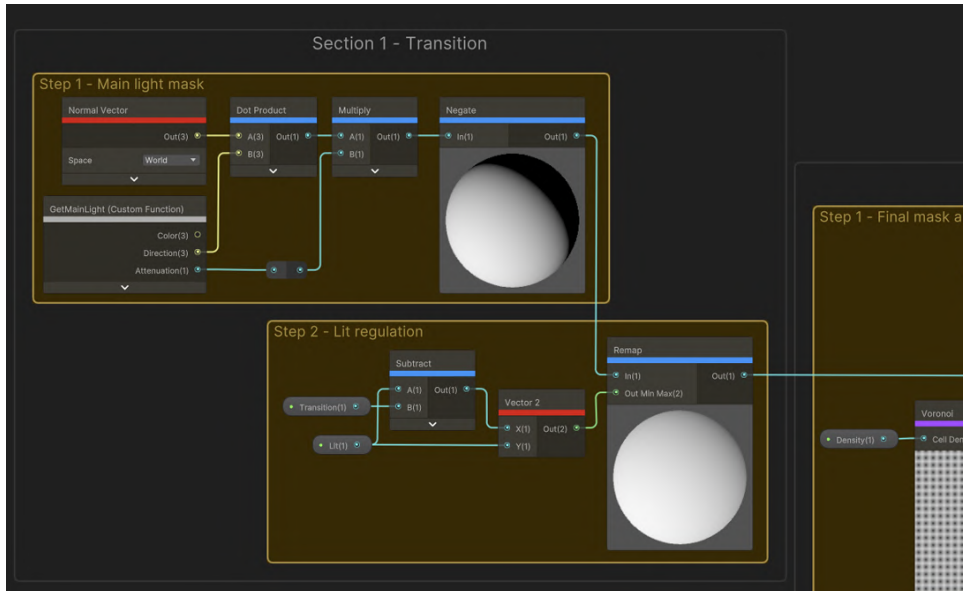 Section 1 - Transition
Step 1 - Main light mask
Normal Vector
Out(3)
Space
World
Dot Product
A(3)
Out(1)
B(3)
Multiply
A(1)
Out(1)
B(1)
Negate
In(1)
Out(1)
GetMainLight (Custom Function)
Color(3)
Direction(3)
Attenuation(1)
Step 2 - Lit regulation
Subtract
A(1)
Out(1)
B(1)
Transition(1)
Lit(1)
Vector 2
X(1)
Out(2)
Y(1)
Remap
In(1)
Out(1)
Out Min Max(2)
Step 1 - Final mask a
Voronoi
Density(1)
Cell Den